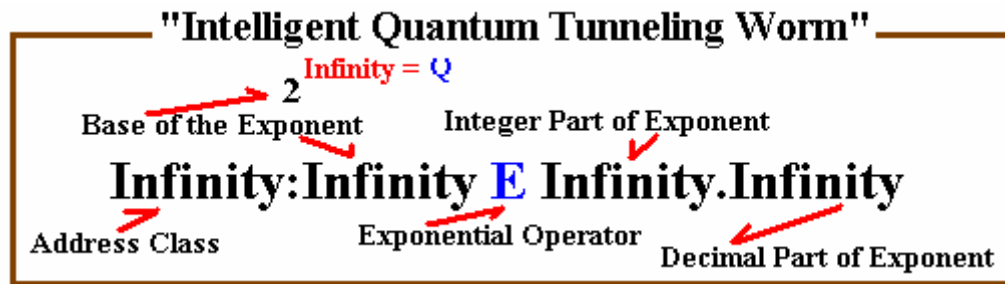 "Intelligent Quantum Tunneling Worm"
2 Infinity = Q
Base of the Exponent
Integer Part of Exponent
Infinity:Infinity E Infinity.Infinity
Address Class
Exponential Operator
Decimal Part of Exponent